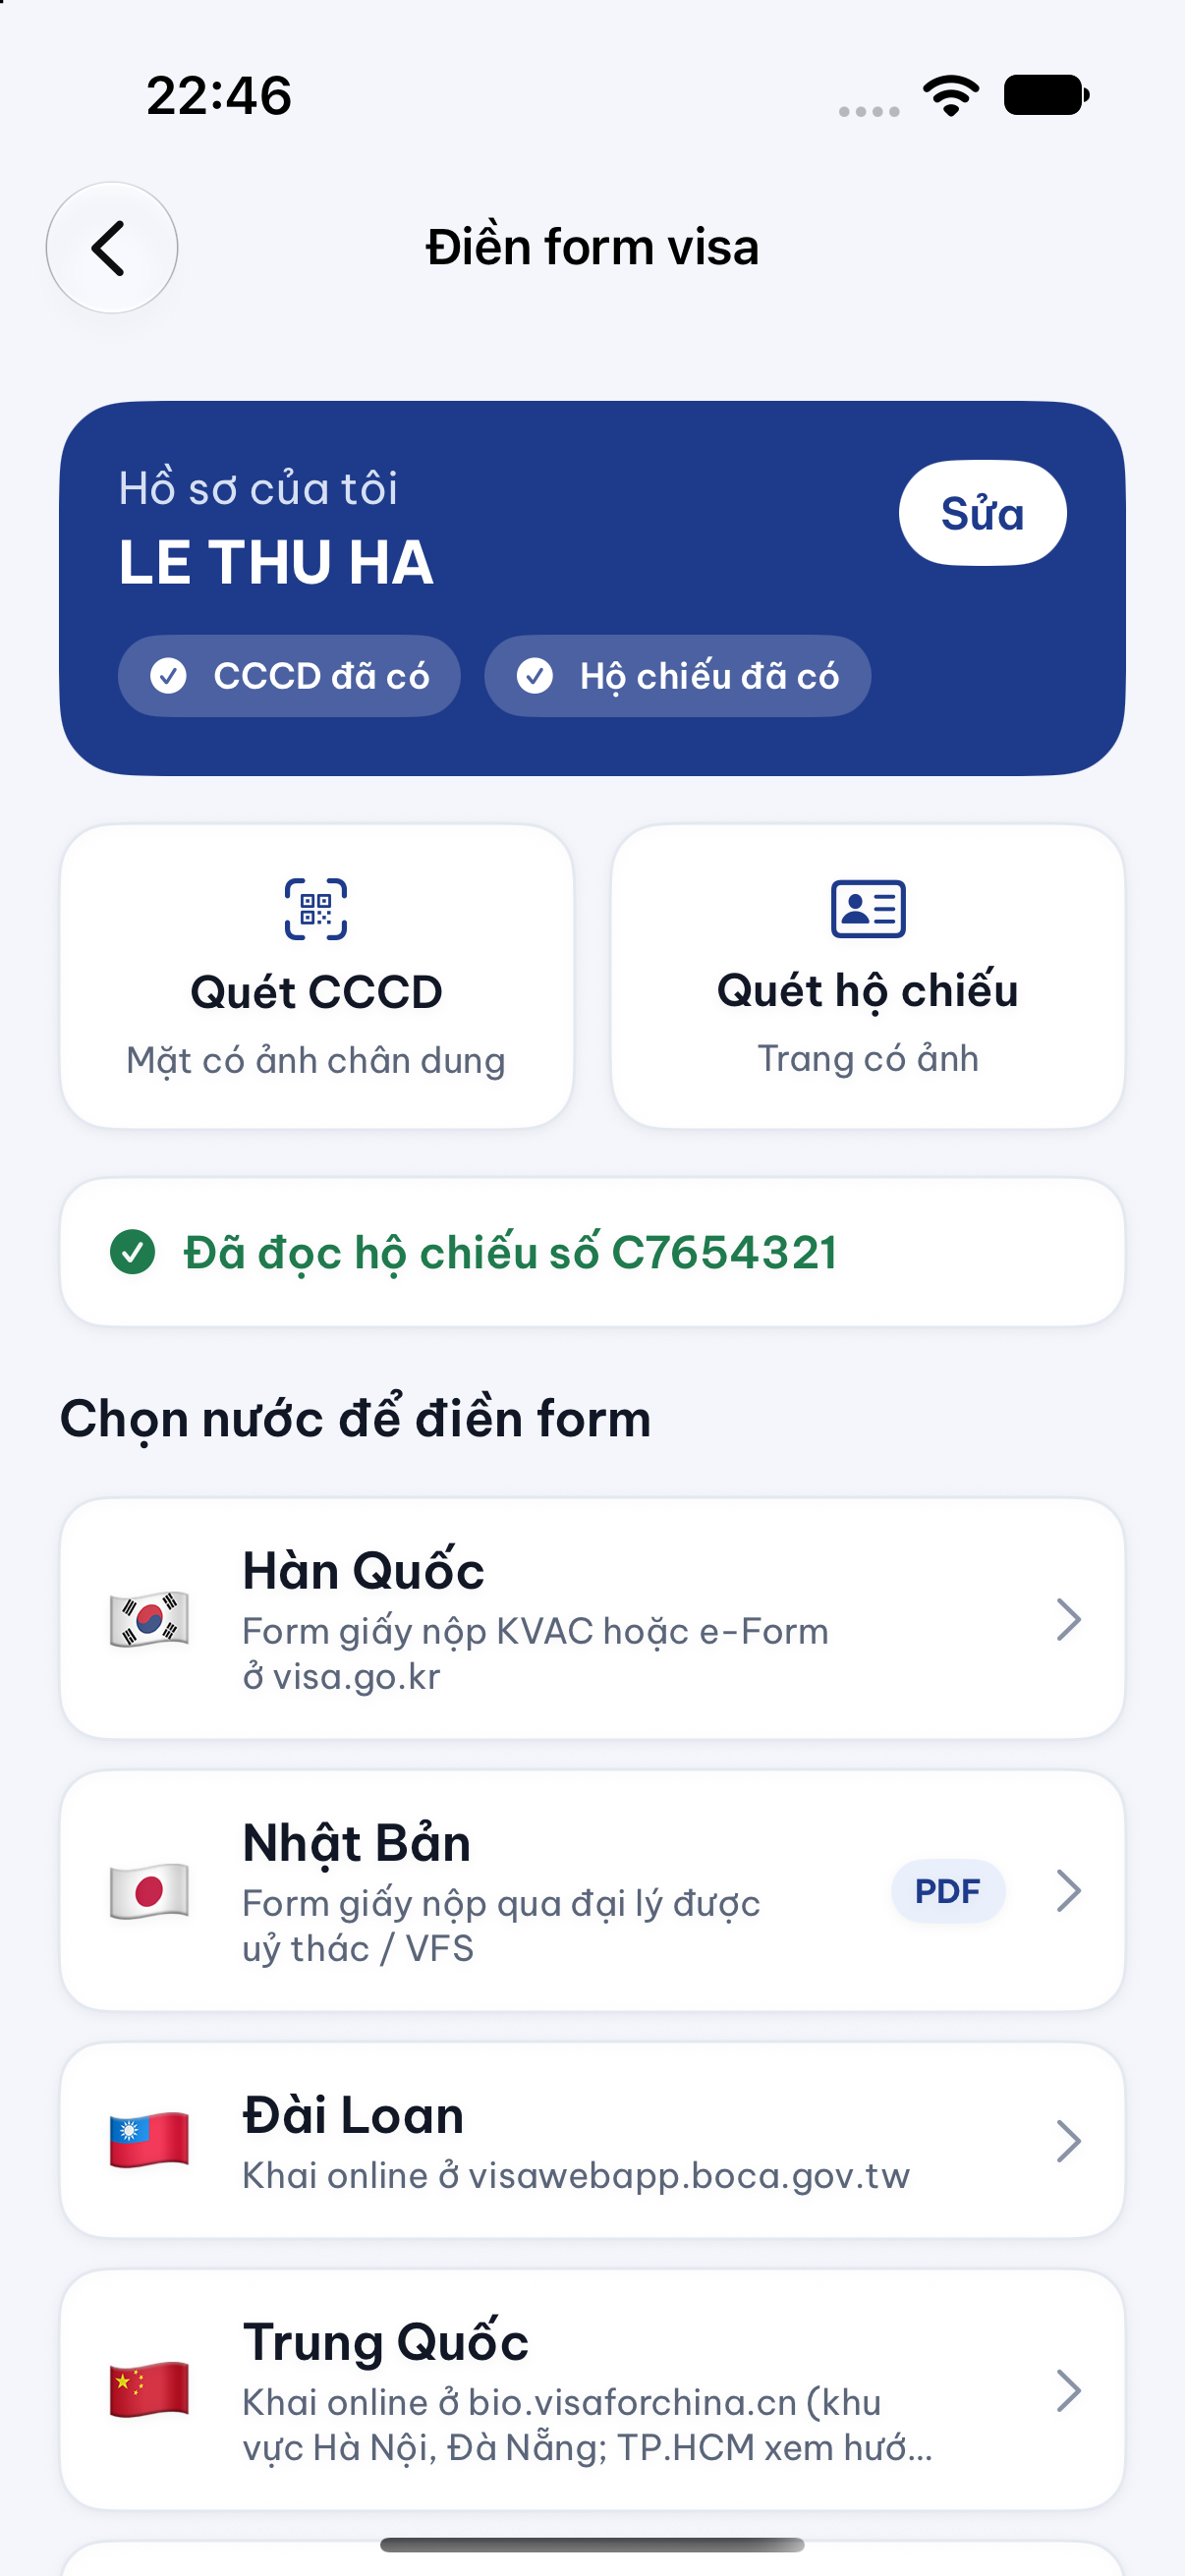 22:46
Điền form visa
Hồ sơ của tôi
LE THU HA
Sửa
CCCD đã có
Hộ chiếu đã có
Quét CCCD
Mặt có ảnh chân dung
Quét hộ chiếu
Trang có ảnh
Đã đọc hộ chiếu số C7654321
Chọn nước để điền form
Hàn Quốc
Form giấy nộp KVAC hoặc e-Form
ở visa.go.kr
Nhật Bản
Form giấy nộp qua đại lý được
uỷ thác / VFS
PDF
Đài Loan
Khai online ở visawebapp.boca.gov.tw
Trung Quốc
Khai online ở bio.visaforchina.cn (khu
vực Hà Nội, Đà Nẵng; TP.HCM xem hướ...